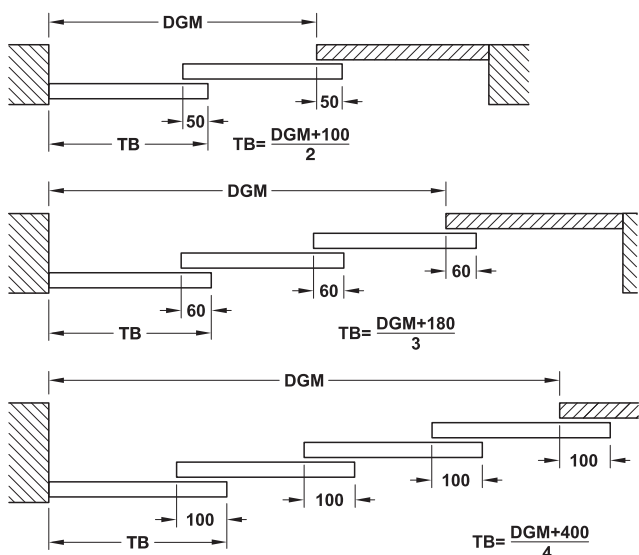 DGM
50
50
TB
TB= DGM+100
2
DGM
60
60
TB
TB= DGM+180
3
DGM
100
100
100
100
TB
TB= DGM+400
4